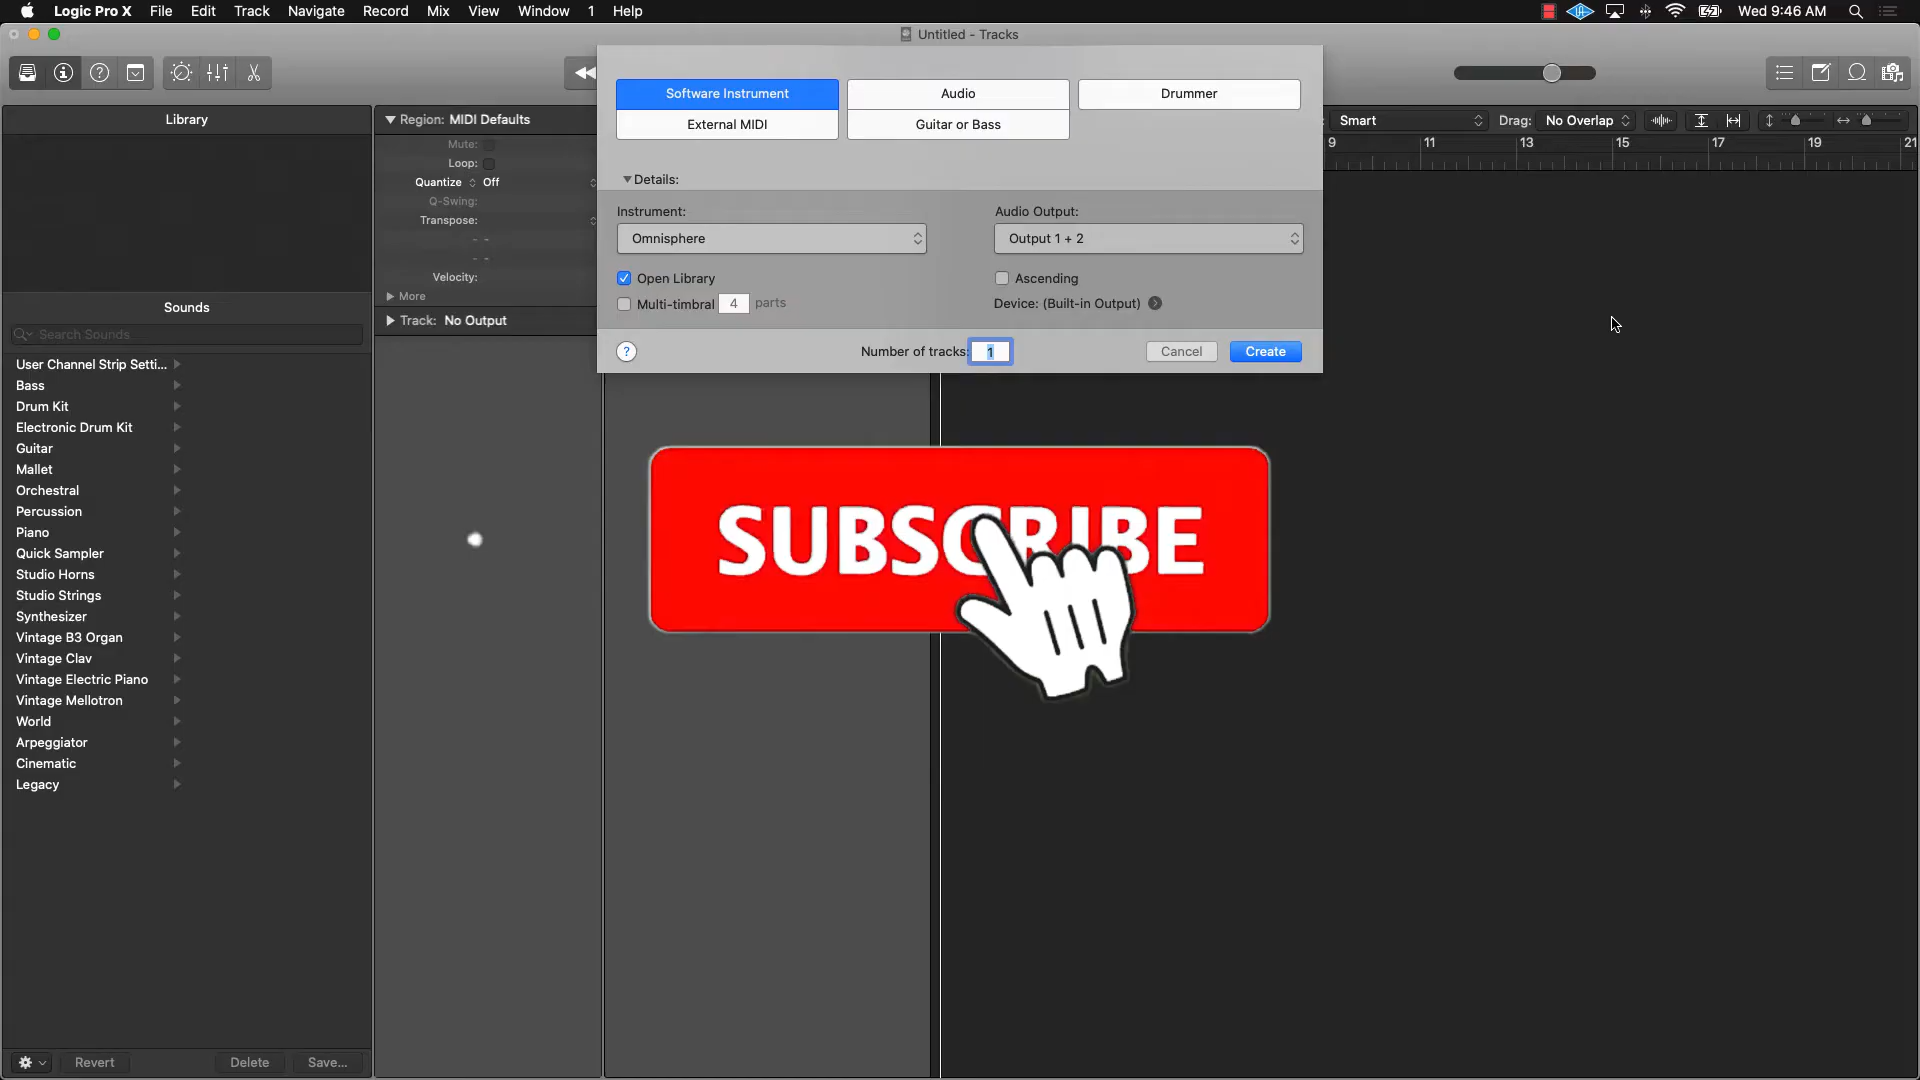 Logic Pro X File Edit Track Navigate Record Mix View Window 1 Help
Wed 9:46 AM
Untitled - Tracks
Software Instrument
Audio
Drummer
External MIDI
Guitar or Bass
Details:
Instrument:
Omnisphere
Audio Output:
Output 1 + 2
Open Library
Ascending
Multi-timbral 4 parts
Device: (Built-in Output)
?
Number of tracks: 1
Cancel
Create
Library
Region: MIDI Defaults
Mute:
Loop:
Quantize Off
Q-Swing:
Transpose:
Velocity:
More
Track: No Output
Smart
Drag: No Overlap
9 11 13 15 17 19 21
Sounds
Search Sounds
User Channel Strip Setti...
Bass
Drum Kit
Electronic Drum Kit
Guitar
Mallet
Orchestral
Percussion
Piano
Quick Sampler
Studio Horns
Studio Strings
Synthesizer
Vintage B3 Organ
Vintage Clav
Vintage Electric Piano
Vintage Mellotron
World
Arpeggiator
Cinematic
Legacy
Revert
Delete
Save...
SUBSCRIBE